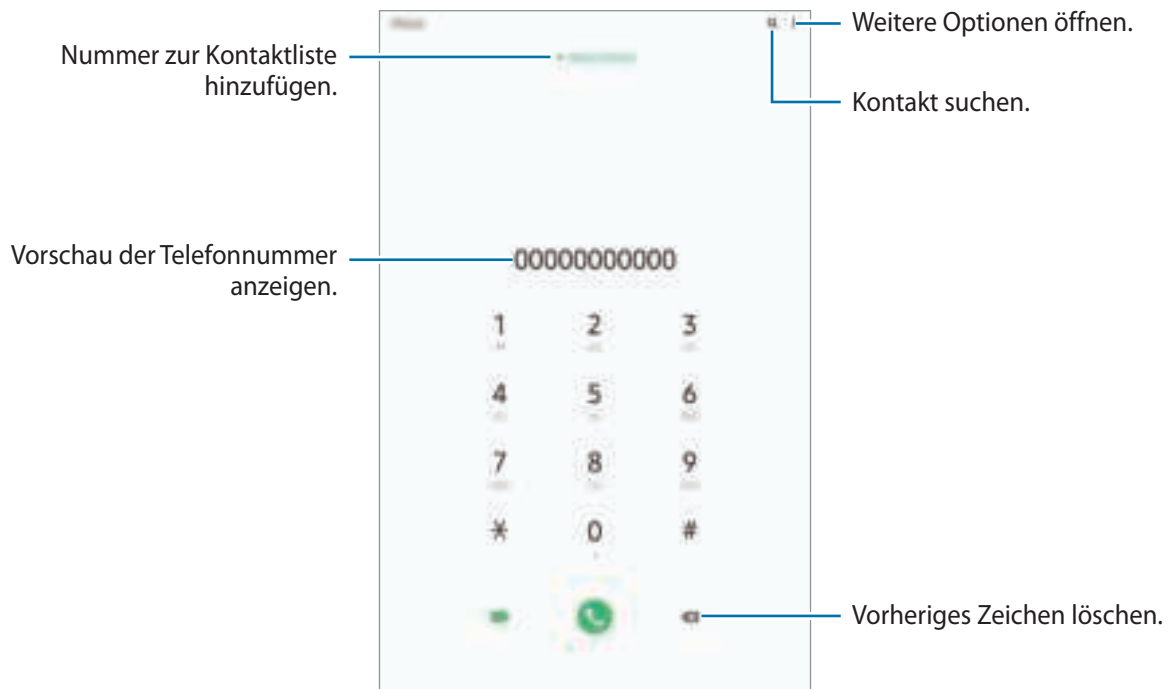 Weitere Optionen öffnen.
Nummer zur Kontaktliste
hinzufügen.
Kontakt suchen.
Vorschau der Telefonnummer
anzeigen.
00000000000
1 2 3
4 5 6
7 8 9
* 0 #
Vorheriges Zeichen löschen.